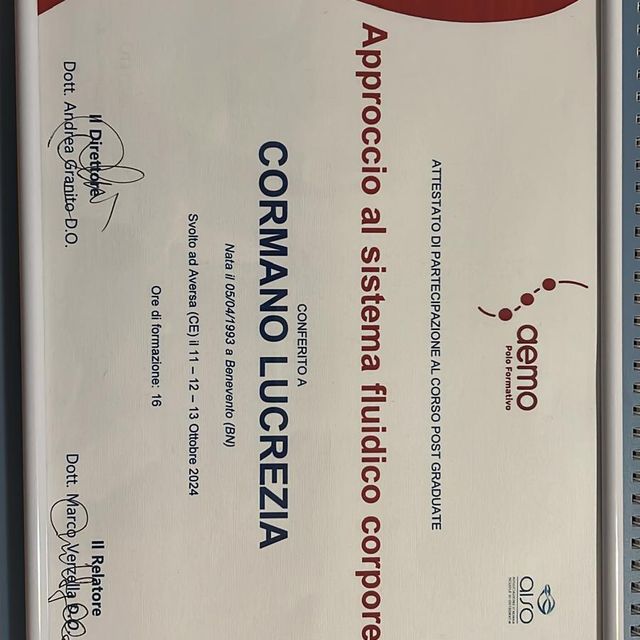 aemo
Polo Formativo
aiso
ATTESTATO DI PARTECIPAZIONE AL CORSO POST GRADUATE
Approccio al sistema fluidico corpore
CONFERITO A
CORMANO LUCREZIA
Nata il 05/04/1993 a Benevento (BN)
Svolto ad Aversa (CE) il 11 – 12 – 13 Ottobre 2024
Ore di formazione: 16
Il Direttore
Dott. Andrea Granito D.O.
Il Relatore
Dott. Marco Verzella D.O.